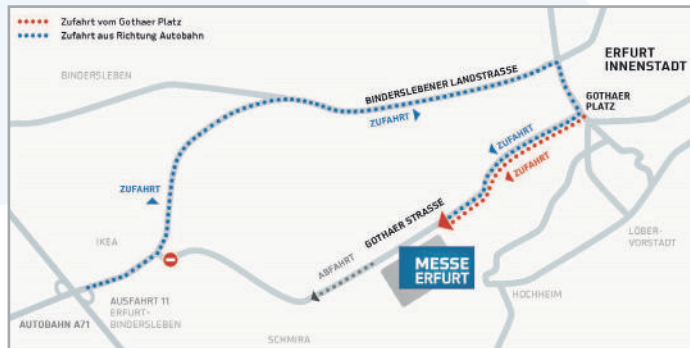 Zufahrt vom Gothaer Platz
Zufahrt aus Richtung Autobahn
BINDERSLEBEN
BINDERSLEBENER LANDSTRASSE
ERFURT
INNENSTADT
GOTHAER
PLATZ
ZUFAHRT
ZUFAHRT
ZUFAHRT
ZUFAHRT
GOTHAER STRASSE
LÖBER-
VORSTADT
IKEA
ABFAHRT
MESSE
ERFURT
HOCHHEIM
AUSFAHRT 11
ERFURT-
BINDERSLEBEN
AUTOBAHN A71
SCHMIRA